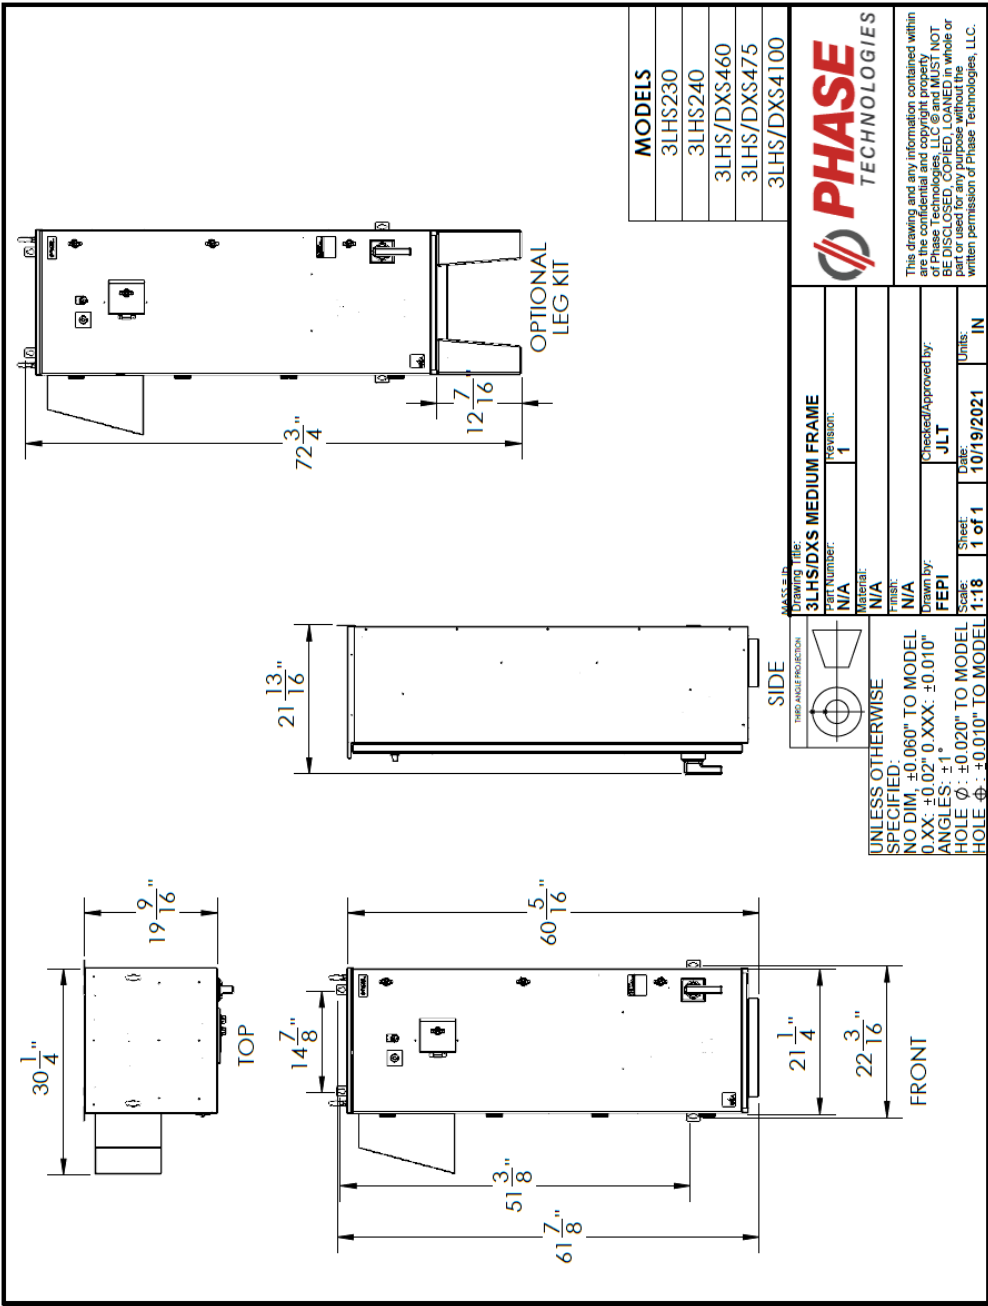 30 1/4"
19 9/16"
TOP
14 7/8"
60 5/16"
51 3/8"
61 7/8"
21 1/4"
22 3/16"
FRONT
21 13/16"
SIDE
72 3/4"
12 7/16"
OPTIONAL
LEG KIT
MODELS
3LHS230
3LHS240
3LHS/DXS460
3LHS/DXS475
3LHS/DXS4100
UNLESS OTHERWISE
SPECIFIED:
NO DIM, ±0.060" TO MODEL
0.XX: ±0.02" 0.XXX: ±0.010"
ANGLES: ±1°
HOLE ∅: ±0.020" TO MODEL
HOLE ⌖: ±0.010" TO MODEL
THIRD ANGLE PROJECTION
Drawing Title:
3LHS/DXS MEDIUM FRAME
Part Number:
N/A
Revision:
1
Material:
N/A
Finish:
N/A
Drawn by:
FEPI
Checked/Approved by:
JLT
Scale:
1:18
Sheet:
1 of 1
Date:
10/19/2021
Units:
IN
PHASE
TECHNOLOGIES
This drawing and any information contained within
are the confidential and copyright property
of Phase Technologies, LLC © and MUST NOT
BE DISCLOSED, COPIED, LOANED in whole or
part or used for any purpose without the
written permission of Phase Technologies, LLC.